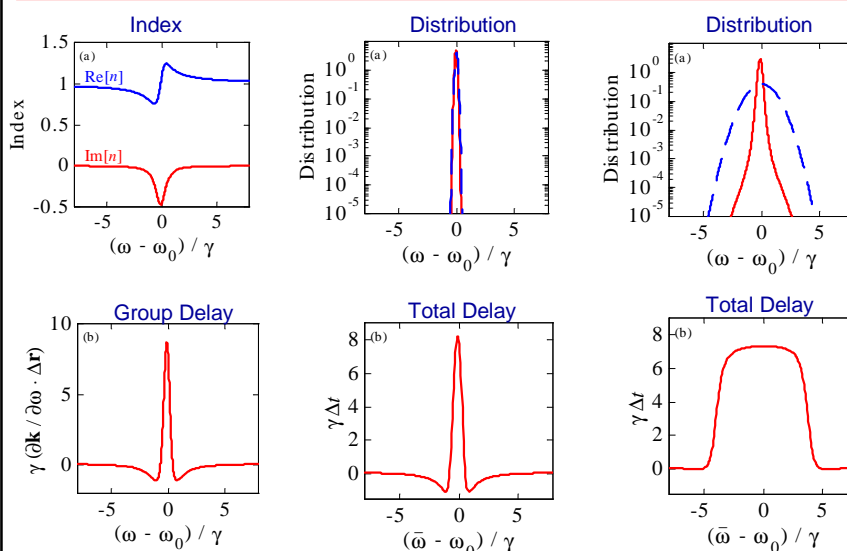 Index
1.5
1
0.5
0
-0.5
Index
(a)
Re[n]
Im[n]
-5 0 5
(ω - ω0) / γ
Distribution
10^0
10^-1
10^-2
10^-3
10^-4
10^-5
Distribution
(a)
-5 0 5
(ω - ω0) / γ
Distribution
10^0
10^-1
10^-2
10^-3
10^-4
10^-5
Distribution
(a)
-5 0 5
(ω - ω0) / γ
Group Delay
10
5
0
γ (∂k / ∂ω · Δr)
(b)
-5 0 5
(ω - ω0) / γ
Total Delay
8
6
4
2
0
γ Δt
(b)
-5 0 5
(ω̄ - ω0) / γ
Total Delay
8
6
4
2
0
γ Δt
(b)
-5 0 5
(ω̄ - ω0) / γ